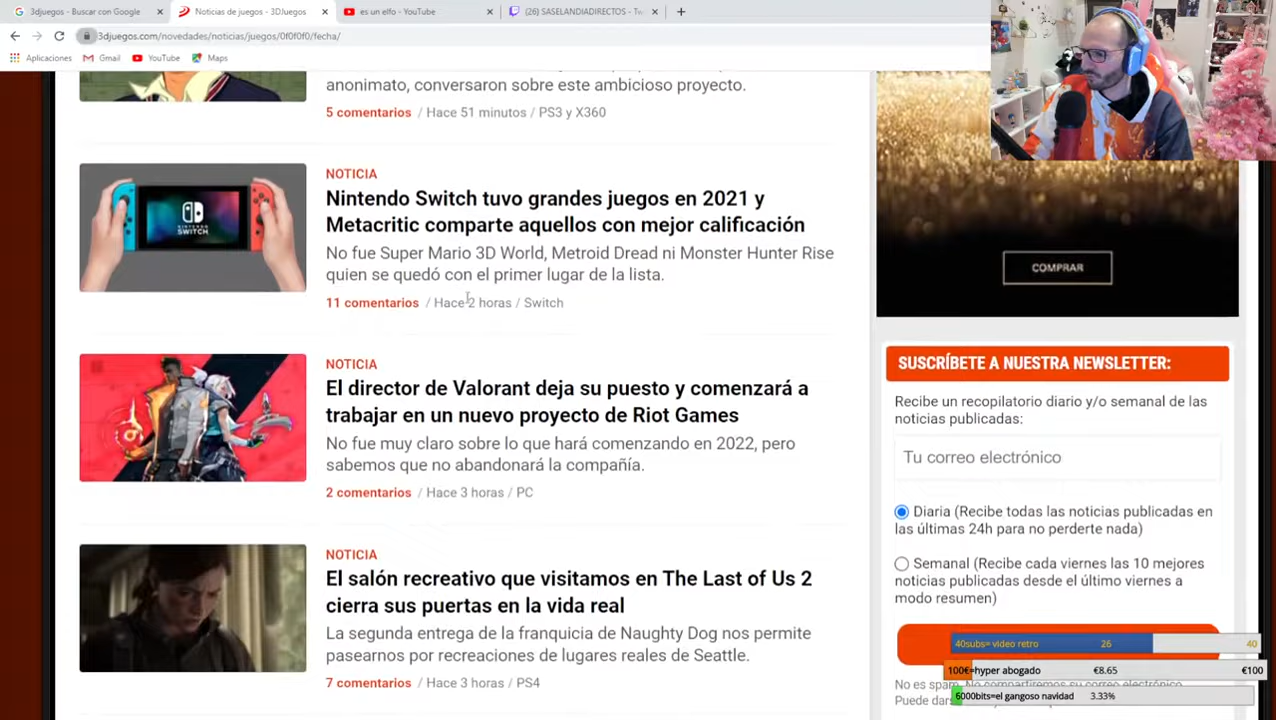 3djuegos - Buscar con Google
Noticias de juegos - 3DJuegos
es un elfo - YouTube
(26) SASELANDIADIRECTOS - Tw
3djuegos.com/novedades/noticias/juegos/0f0f0f0/fecha/
Aplicaciones
Gmail
YouTube
Maps
anonimato, conversaron sobre este ambicioso proyecto.
5 comentarios / Hace 51 minutos / PS3 y X360
NOTICIA
Nintendo Switch tuvo grandes juegos en 2021 y
Metacritic comparte aquellos con mejor calificación
No fue Super Mario 3D World, Metroid Dread ni Monster Hunter Rise
quien se quedó con el primer lugar de la lista.
11 comentarios / Hace 2 horas / Switch
NINTENDO
SWITCH
NOTICIA
El director de Valorant deja su puesto y comenzará a
trabajar en un nuevo proyecto de Riot Games
No fue muy claro sobre lo que hará comenzando en 2022, pero
sabemos que no abandonará la compañía.
2 comentarios / Hace 3 horas / PC
NOTICIA
El salón recreativo que visitamos en The Last of Us 2
cierra sus puertas en la vida real
La segunda entrega de la franquicia de Naughty Dog nos permite
pasearnos por recreaciones de lugares reales de Seattle.
7 comentarios / Hace 3 horas / PS4
COMPRAR
SUSCRÍBETE A NUESTRA NEWSLETTER:
Recibe un recopilatorio diario y/o semanal de las
noticias publicadas:
Tu correo electrónico
Diaria (Recibe todas las noticias publicadas en
las últimas 24h para no perderte nada)
Semanal (Recibe cada viernes las 10 mejores
noticias publicadas desde el último viernes a
modo resumen)
40subs= video retro 26 40
100€=hyper abogado €8.65 €100
No es spam. No compartiremos su correo electrónico.
6000bits=el gangoso navidad 3.33%
Puede dars